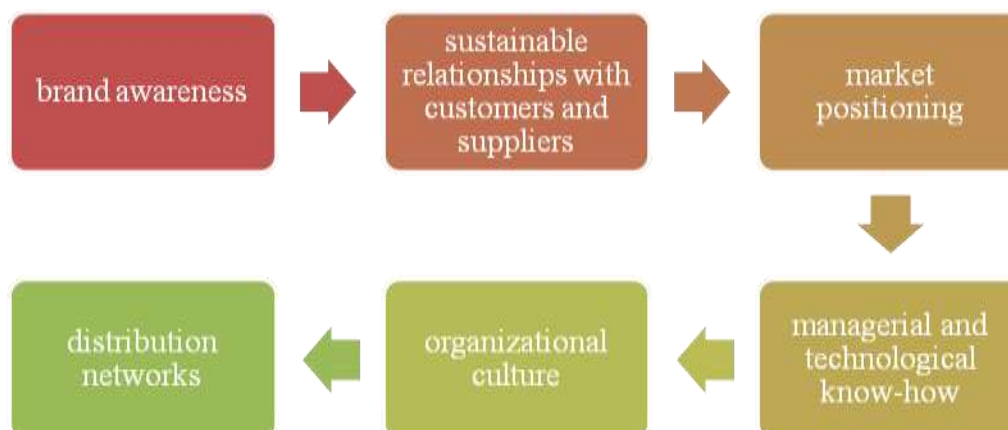 brand awareness
sustainable
relationships with
customers and
suppliers
market
positioning
managerial and
technological
know-how
organizational
culture
distribution
networks